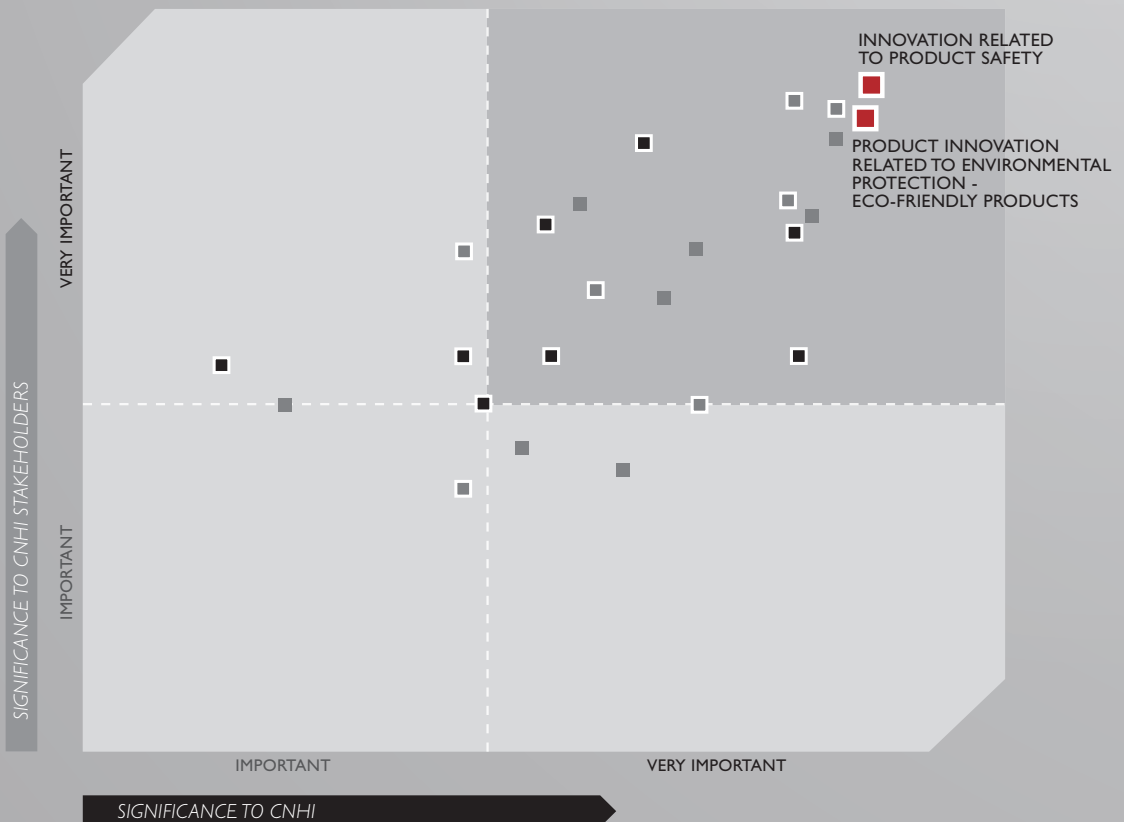 INNOVATION RELATED
TO PRODUCT SAFETY
PRODUCT INNOVATION
RELATED TO ENVIRONMENTAL
PROTECTION -
ECO-FRIENDLY PRODUCTS
VERY IMPORTANT
IMPORTANT
SIGNIFICANCE TO CNHI STAKEHOLDERS
IMPORTANT
VERY IMPORTANT
SIGNIFICANCE TO CNHI